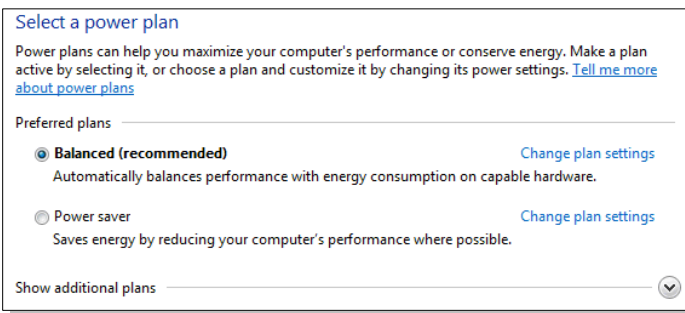 Select a power plan
Power plans can help you maximize your computer's performance or conserve energy. Make a plan
active by selecting it, or choose a plan and customize it by changing its power settings. Tell me more
about power plans
Preferred plans
Balanced (recommended) Change plan settings
Automatically balances performance with energy consumption on capable hardware.
Power saver Change plan settings
Saves energy by reducing your computer's performance where possible.
Show additional plans